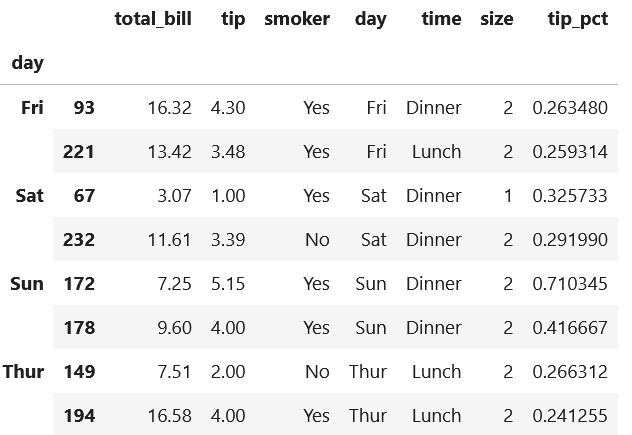 total_bill tip smoker day time size tip_pct
day
Fri 93 16.32 4.30 Yes Fri Dinner 2 0.263480
221 13.42 3.48 Yes Fri Lunch 2 0.259314
Sat 67 3.07 1.00 Yes Sat Dinner 1 0.325733
232 11.61 3.39 No Sat Dinner 2 0.291990
Sun 172 7.25 5.15 Yes Sun Dinner 2 0.710345
178 9.60 4.00 Yes Sun Dinner 2 0.416667
Thur 149 7.51 2.00 No Thur Lunch 2 0.266312
194 16.58 4.00 Yes Thur Lunch 2 0.241255